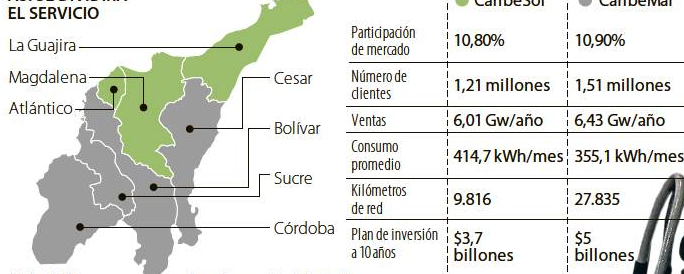 EL SERVICIO
La Guajira
Magdalena
Atlántico
Cesar
Bolívar
Sucre
Córdoba
CaribeSol CaribeMar
Participación
de mercado
10,80% 10,90%
Número de
clientes
1,21 millones 1,51 millones
Ventas 6,01 Gw/año 6,43 Gw/año
Consumo
promedio
414,7 kWh/mes 355,1 kWh/mes
Kilómetros
de red
9.816 27.835
Plan de inversión
a 10 años
$3,7
billones
$5
billones